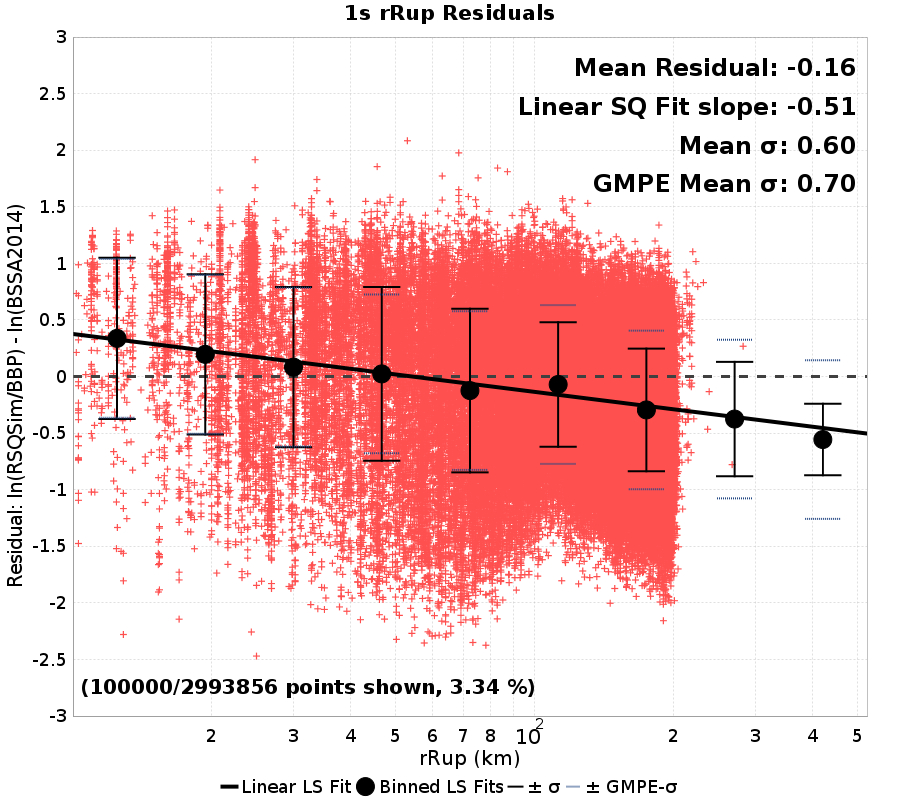 1s rRup Residuals
Mean Residual: -0.16
Linear SQ Fit slope: -0.51
Mean σ: 0.60
GMPE Mean σ: 0.70
3
2.5
2
1.5
1
0.5
0
-0.5
-1
-1.5
-2
-2.5
-3
Residual: ln(RSQSim/BBP) - ln(BSSA2014)
(100000/2993856 points shown, 3.34 %)
2 3 4 5 6 7 8 10² 2 3 4 5
rRup (km)
Linear LS Fit Binned LS Fits ± σ ± GMPE-σ